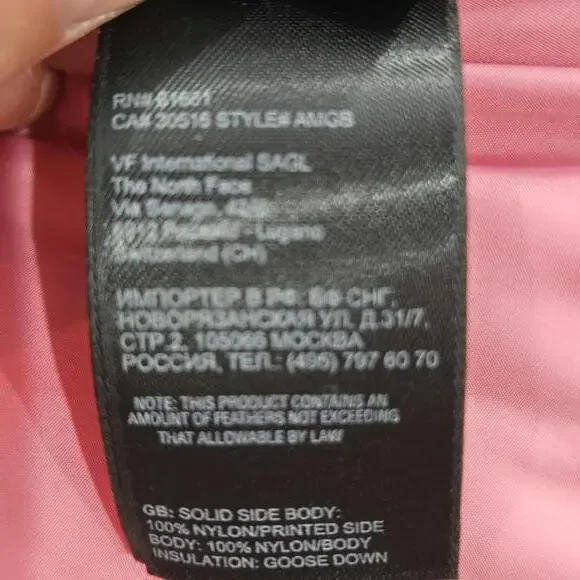 RN# 61661
CA# 30516 STYLE# AMGB
VF International SAGL
The North Face
Via
Lugano
Switzerland (CH)
ИМПОРТЕР В РФ: СНГ,
НОВОРЯЗАНСКАЯ УЛ, Д.31/7,
СТР 2, 105066 МОСКВА
РОССИЯ, ТЕЛ.: (495) 797 60 70
NOTE: THIS PRODUCT CONTAINS AN
AMOUNT OF FEATHERS NOT EXCEEDING
THAT ALLOWABLE BY LAW
GB: SOLID SIDE BODY:
100% NYLON/PRINTED SIDE
BODY: 100% NYLON/BODY
INSULATION: GOOSE DOWN